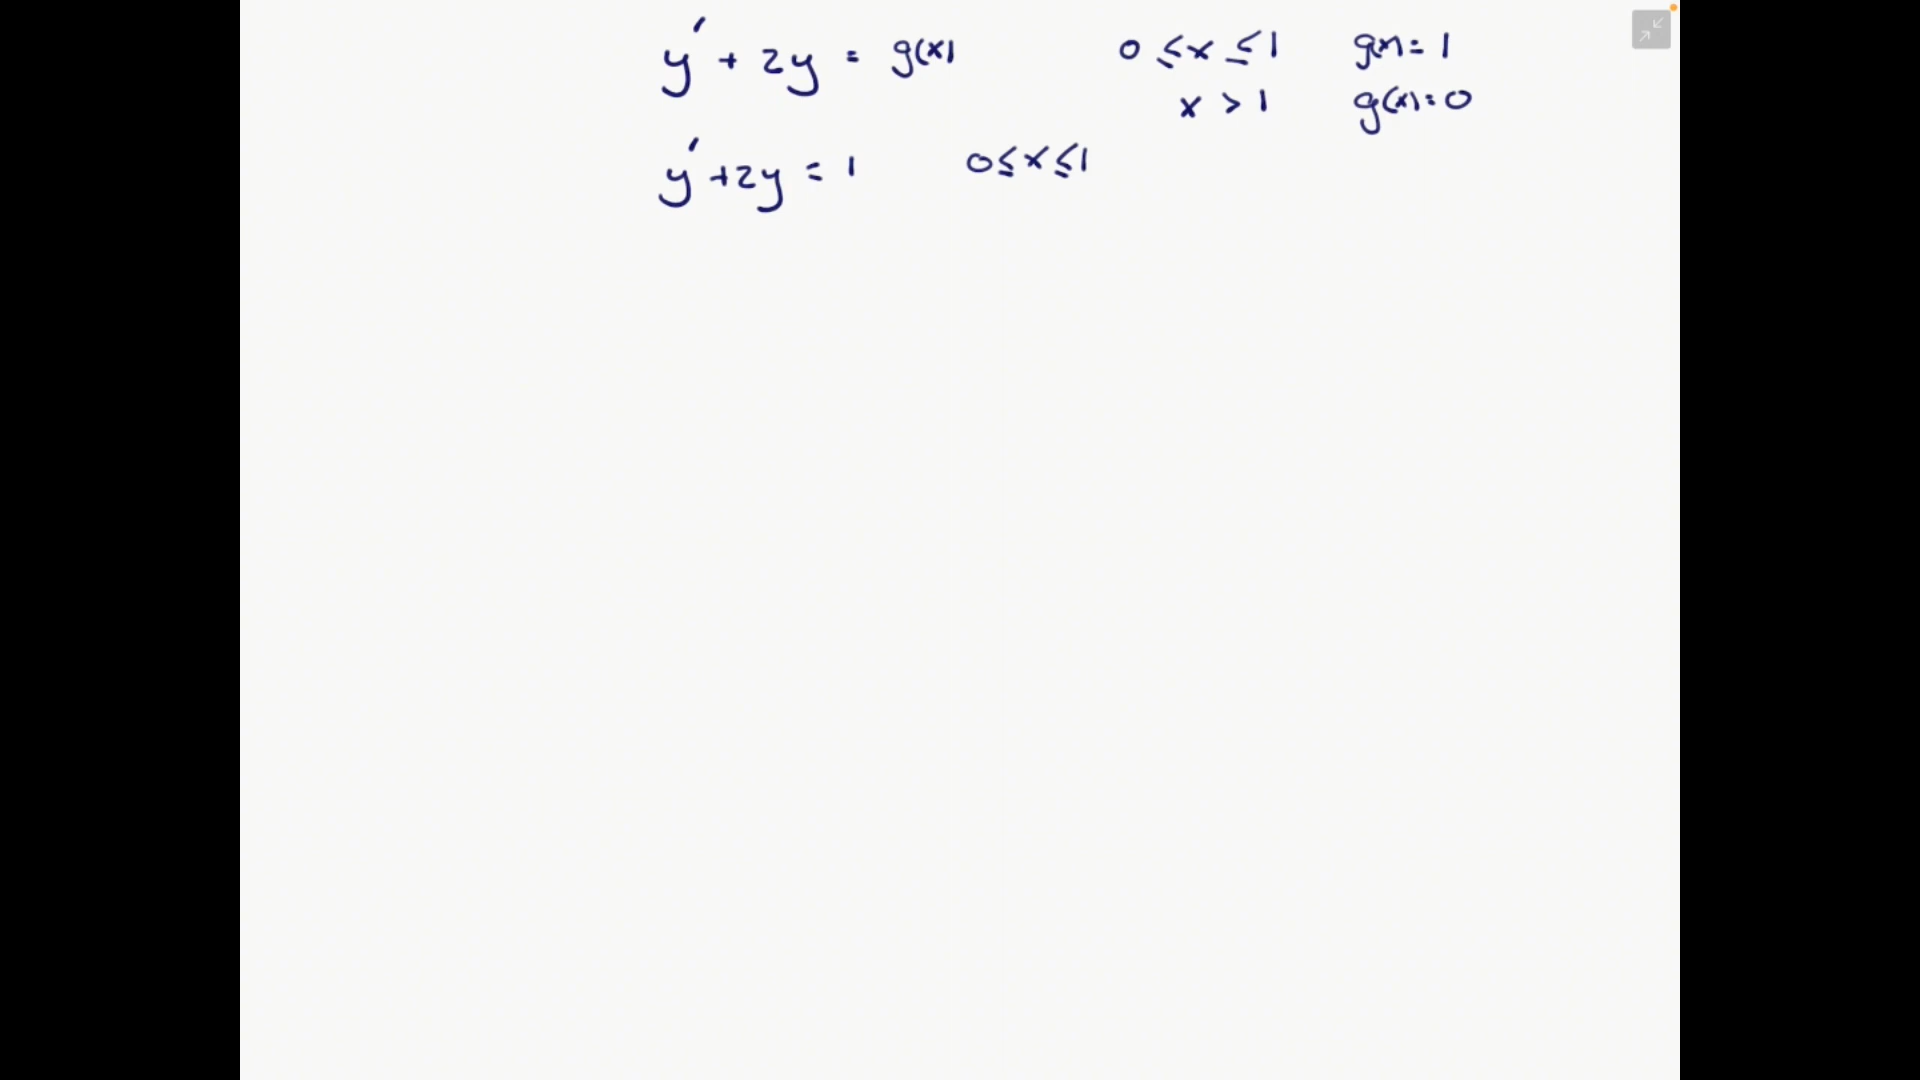 y′ + 2y = g(x) 0 ≤ x ≤ 1 g(x) = 1
x > 1 g(x) = 0
y′ + 2y = 1 0 ≤ x ≤ 1